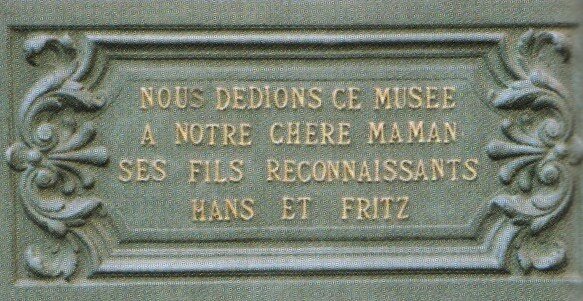 NOUS DEDIONS CE MUSEE
A NOTRE CHERE MAMAN
SES FILS RECONNAISSANTS
HANS ET FRITZ